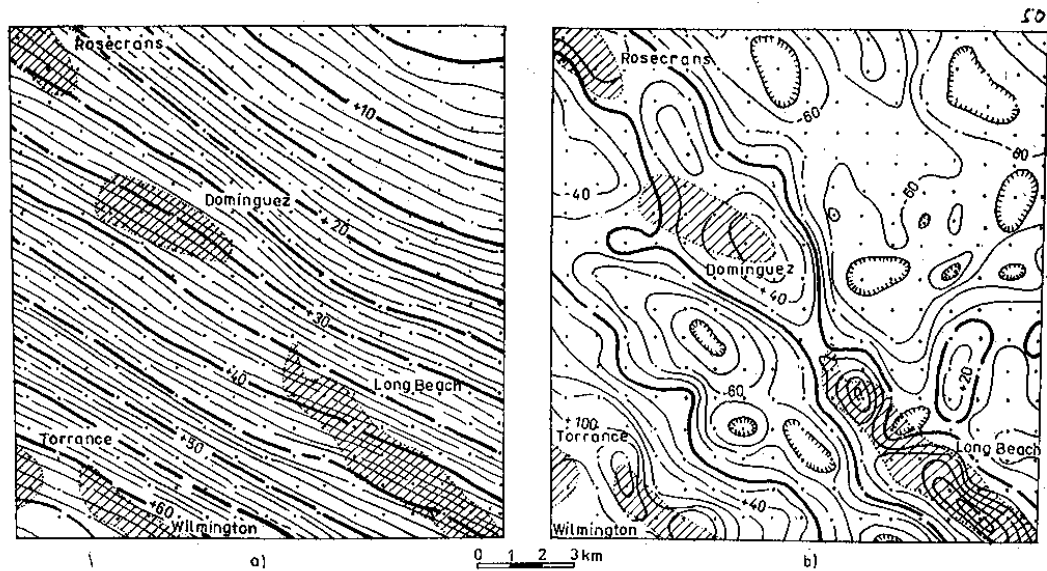 50
Rosecrans
+10
Dominguez
+20
+30
+40
Long Beach
Torrance
+50
+60
Wilmington
a)
Rosecrans
-60
80
-60
-40
Dominguez
+40
+20
-60
+100
Torrance
Long Beach
+40
Wilmington
b)
0 1 2 3 km